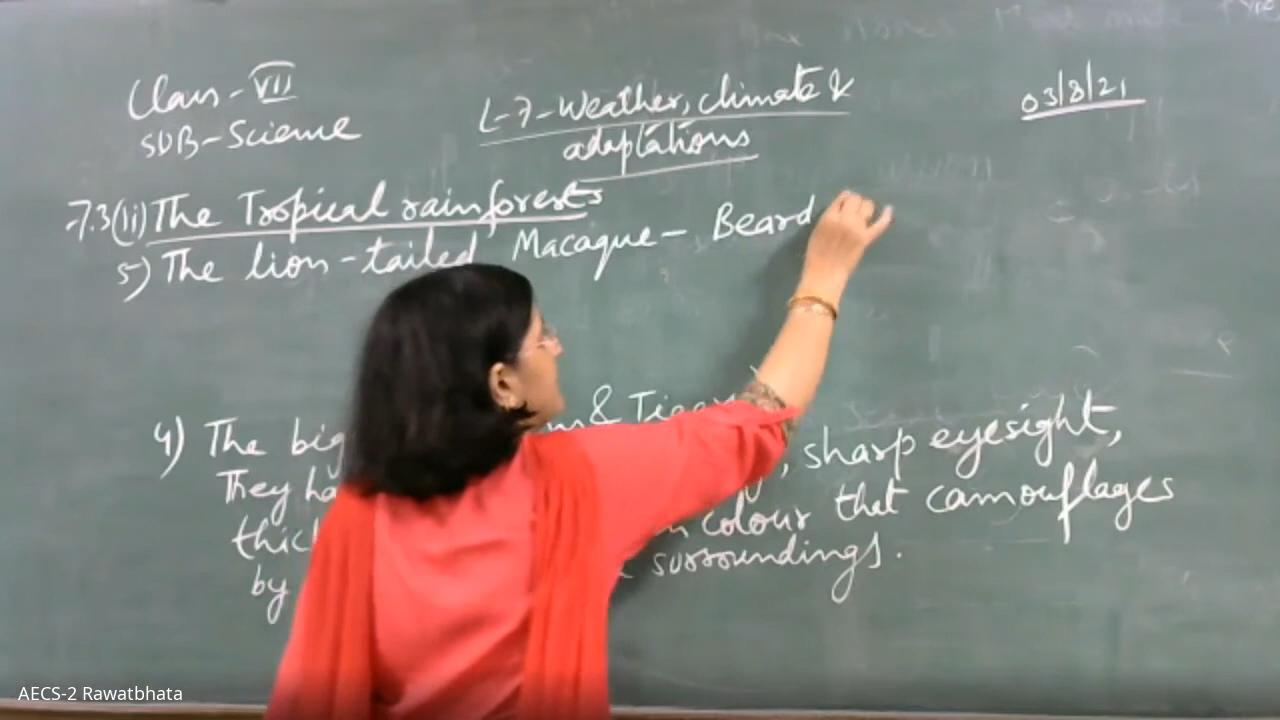 Class - VII
SUB - Science
L-7 - Weather, climate &
adaptations
03/8/21
7.3(ii) The Tropical rainforests
5) The lion-tailed Macaque - Beard
4) The big & Tiger
They ha , sharp eyesight,
thic colour that camouflages
by surroundings.
AECS-2 Rawatbhata